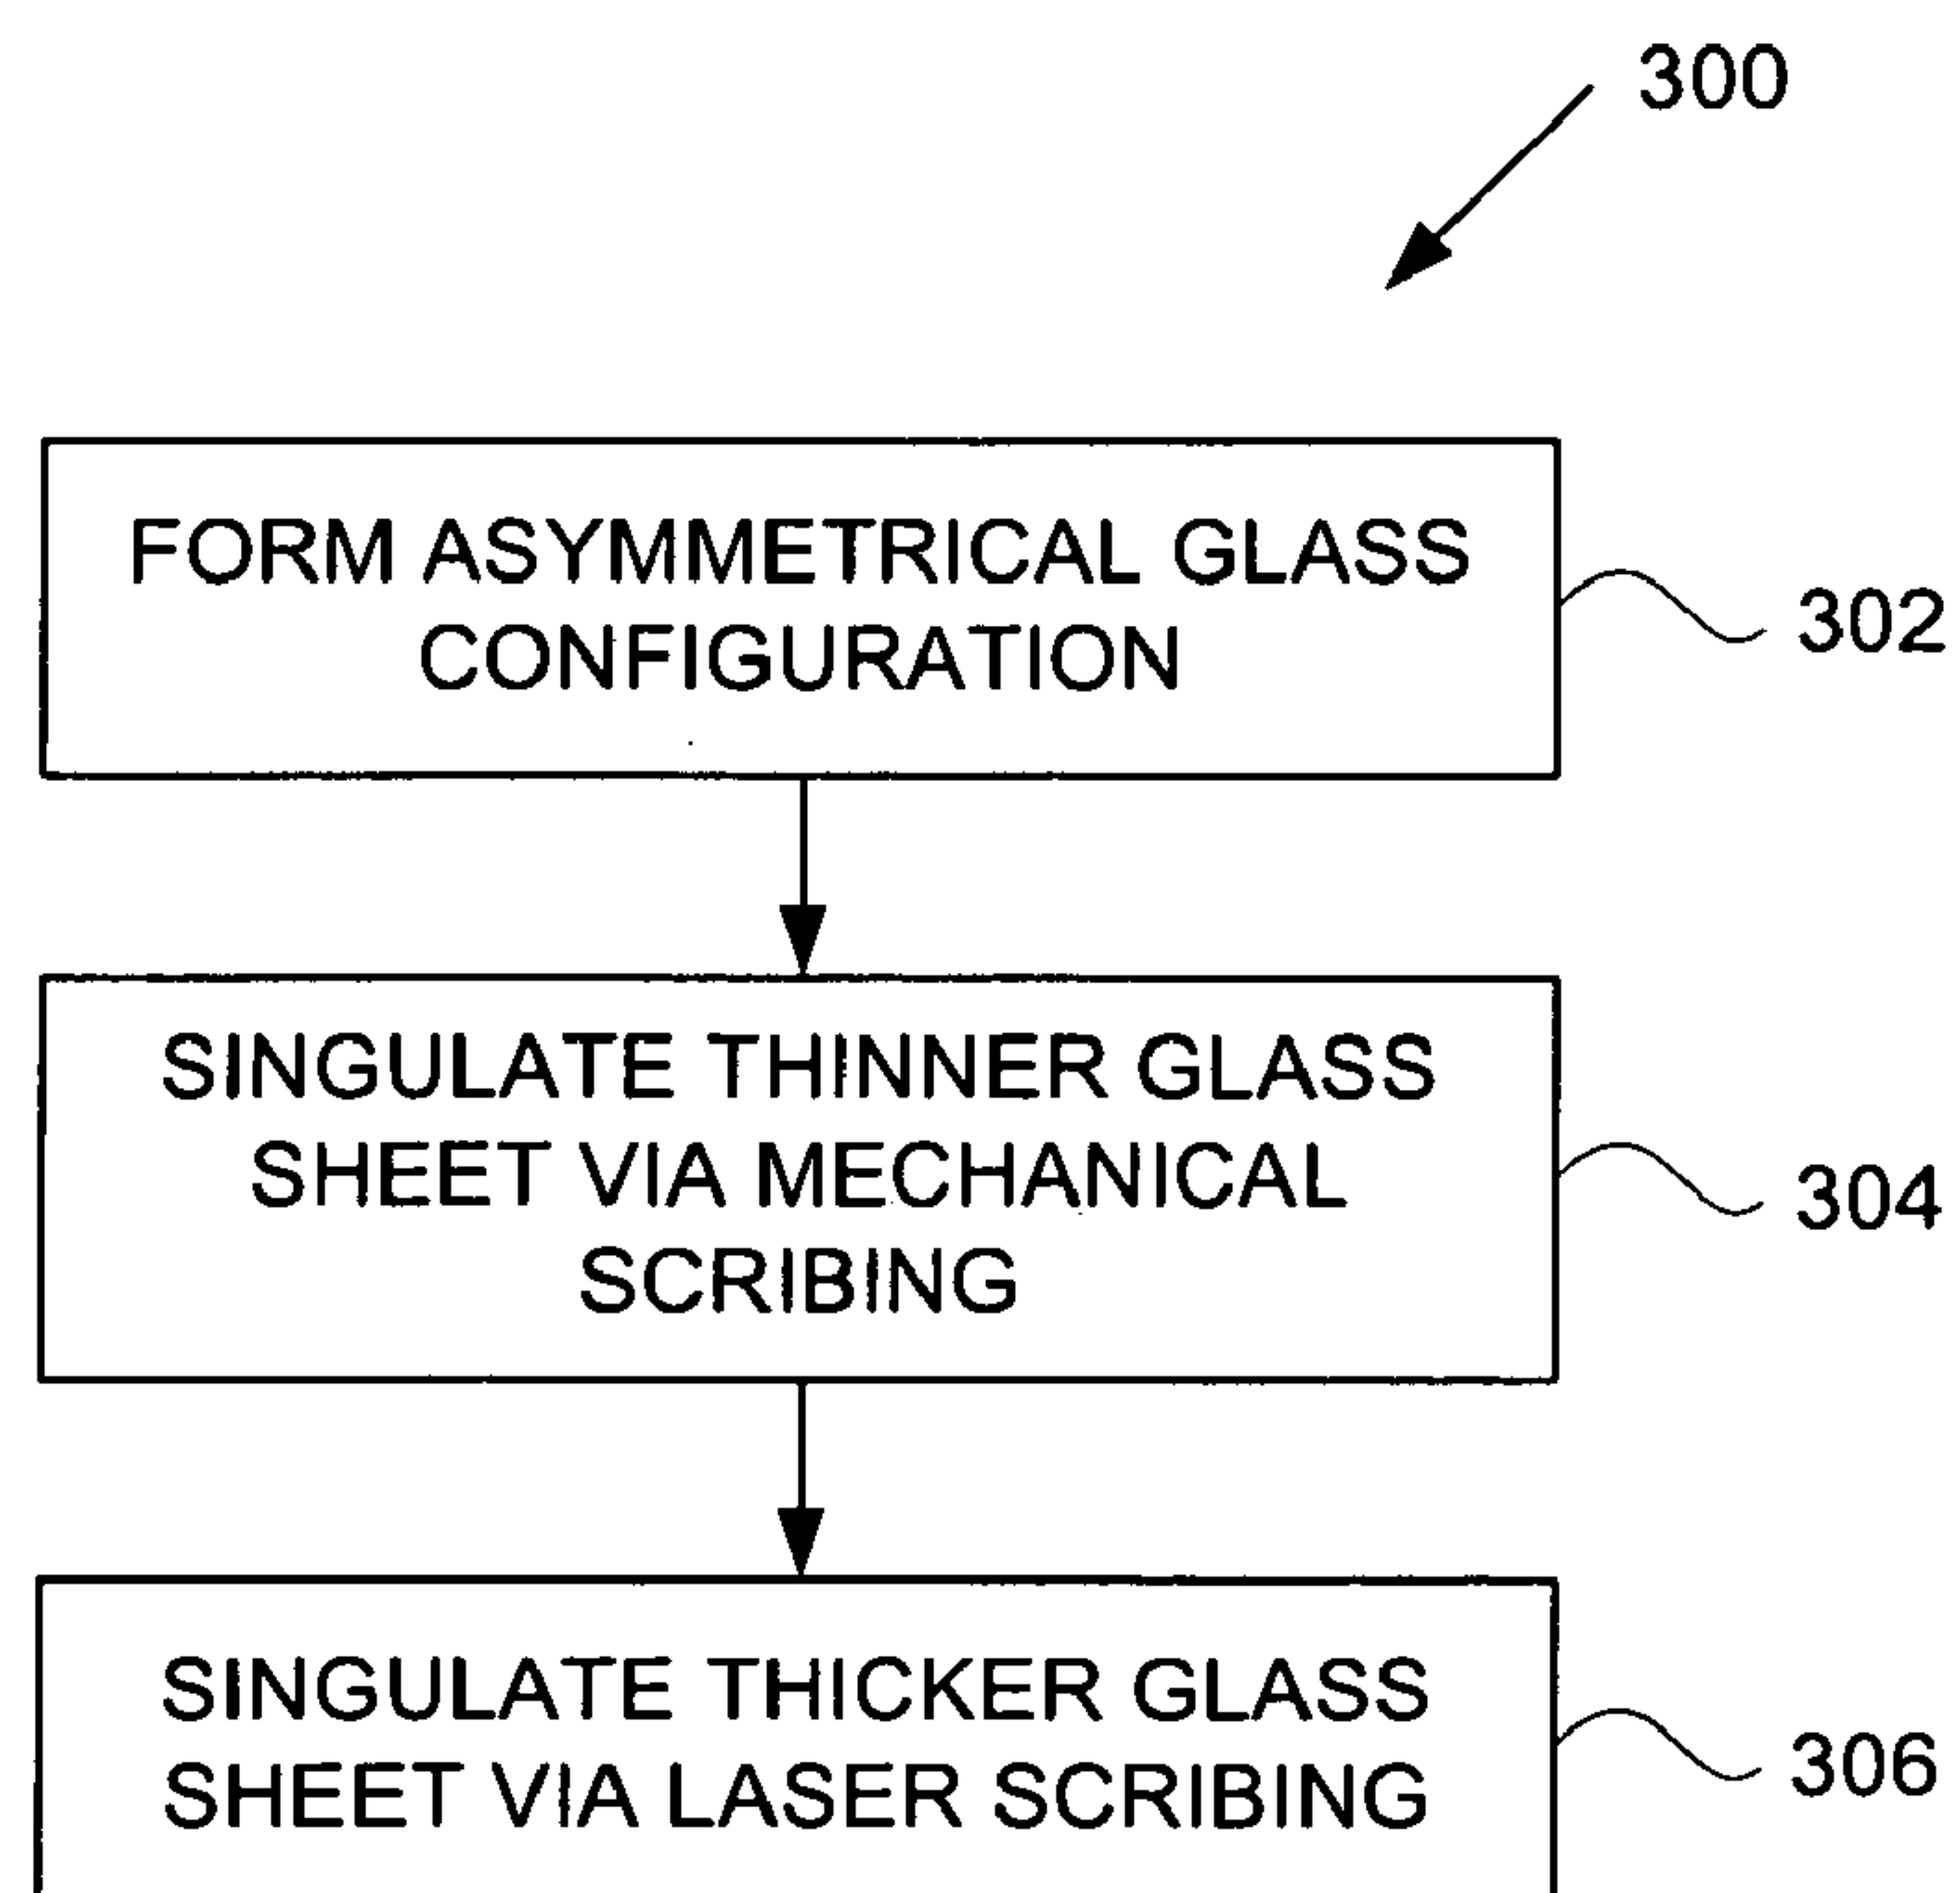 300
FORM ASYMMETRICAL GLASS
CONFIGURATION
302
SINGULATE THINNER GLASS
SHEET VIA MECHANICAL
SCRIBING
304
SINGULATE THICKER GLASS
SHEET VIA LASER SCRIBING
306